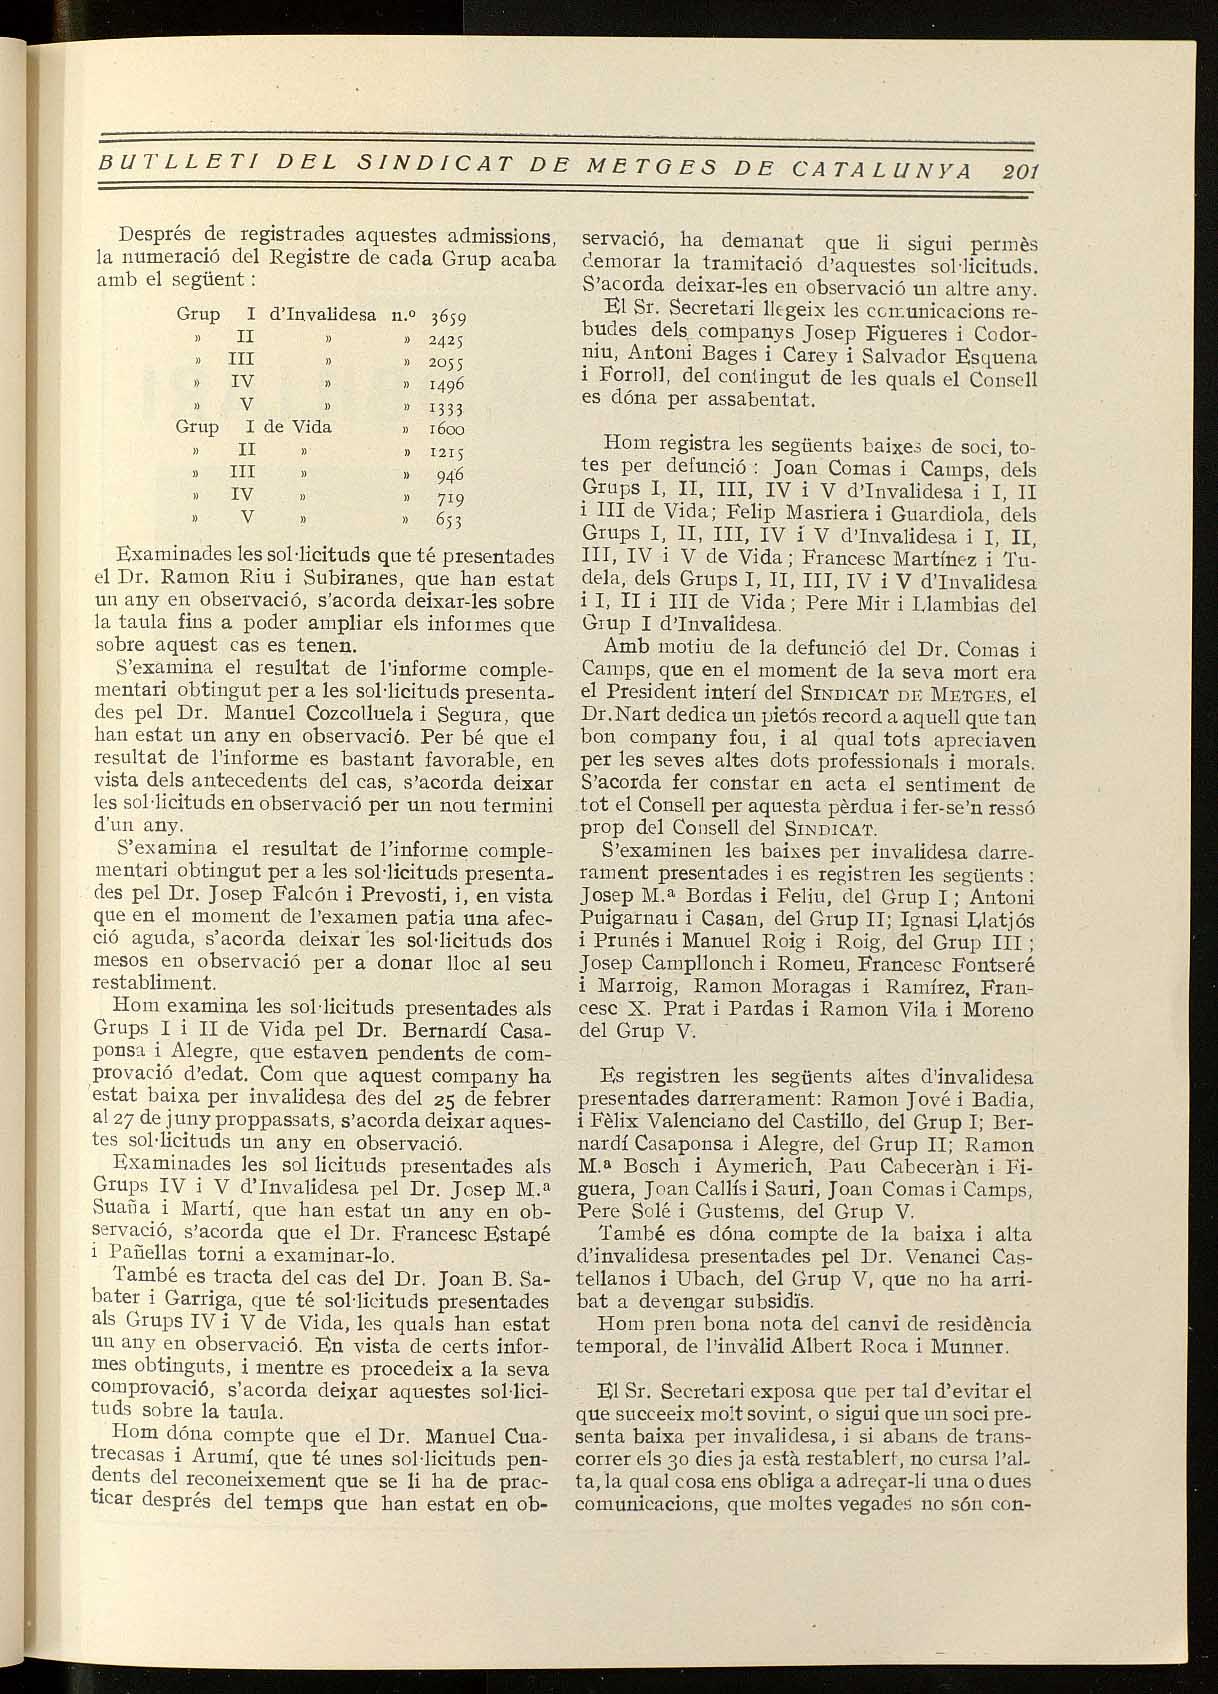 BUTLLETI DEL SINDICAT DE METGES DE CATALUNYA 201
Després de registrades aquestes admissions,
la numeració del Registre de cada Grup acaba
amb el següent :
Grup I d'Invalidesa n.º 3659
» II » » 2425
» III » » 2055
» IV » » 1496
» V » » 1333
Grup I de Vida » 1600
» II » » 1215
» III » » 946
» IV » » 719
» V » » 653
Examinades les sol·licituds que té presentades
el Dr. Ramon Riu i Subiranes, que han estat
un any en observació, s'acorda deixar-les sobre
la taula fins a poder ampliar els informes que
sobre aquest cas es tenen.
S'examina el resultat de l'informe comple-
mentari obtingut per a les sol·licituds presenta-
des pel Dr. Manuel Cozcolluela i Segura, que
han estat un any en observació. Per bé que el
resultat de l'informe es bastant favorable, en
vista dels antecedents del cas, s'acorda deixar
les sol·licituds en observació per un nou termini
d'un any.
S'examina el resultat de l'informe comple-
mentari obtingut per a les sol·licituds presenta-
des pel Dr. Josep Falcón i Prevosti, i, en vista
que en el moment de l'examen patia una afec-
ció aguda, s'acorda deixar les sol·licituds dos
mesos en observació per a donar lloc al seu
restabliment.
Hom examina les sol·licituds presentades als
Grups I i II de Vida pel Dr. Bernardí Casa-
ponsa i Alegre, que estaven pendents de com-
provació d'edat. Com que aquest company ha
estat baixa per invalidesa des del 25 de febrer
al 27 de juny proppassats, s'acorda deixar aques-
tes sol·licituds un any en observació.
Examinades les sol licituds presentades als
Grups IV i V d'Invalidesa pel Dr. Josep M.ª
Suaña i Martí, que han estat un any en ob-
servació, s'acorda que el Dr. Francesc Estapé
i Pañellas torni a examinar-lo.
També es tracta del cas del Dr. Joan B. Sa-
bater i Garriga, que té sol·licituds presentades
als Grups IV i V de Vida, les quals han estat
un any en observació. En vista de certs infor-
mes obtinguts, i mentre es procedeix a la seva
comprovació, s'acorda deixar aquestes sol·lici-
tuds sobre la taula.
Hom dóna compte que el Dr. Manuel Cua-
trecasas i Arumí, que té unes sol·licituds pen-
dents del reconeixement que se li ha de prac-
ticar després del temps que han estat en ob-
servació, ha demanat que li sigui permès
demorar la tramitació d'aquestes sol·licituds.
S'acorda deixar-les en observació un altre any.
El Sr. Secretari llegeix les comunicacions re-
budes dels companys Josep Figueres i Codor-
niu, Antoni Bages i Carey i Salvador Esquena
i Forroll, del contingut de les quals el Consell
es dóna per assabentat.
Hom registra les següents baixes de soci, to-
tes per defunció : Joan Comas i Camps, dels
Grups I, II, III, IV i V d'Invalidesa i I, II
i III de Vida; Felip Masriera i Guardiola, dels
Grups I, II, III, IV i V d'Invalidesa i I, II,
III, IV i V de Vida ; Francesc Martínez i Tu-
dela, dels Grups I, II, III, IV i V d'Invalidesa
i I, II i III de Vida ; Pere Mir i Llambias del
Grup I d'Invalidesa.
Amb motiu de la defunció del Dr. Comas i
Camps, que en el moment de la seva mort era
el President interí del SINDICAT DE METGES, el
Dr. Nart dedica un pietós record a aquell que tan
bon company fou, i al qual tots apreciaven
per les seves altes dots professionals i morals.
S'acorda fer constar en acta el sentiment de
tot el Consell per aquesta pèrdua i fer-se'n ressó
prop del Consell del SINDICAT.
S'examinen les baixes per invalidesa darre-
rament presentades i es registren les següents :
Josep M.ª Bordas i Feliu, del Grup I ; Antoni
Puigarnau i Casan, del Grup II; Ignasi Llatjós
i Prunés i Manuel Roig i Roig, del Grup III ;
Josep Campllonch i Romeu, Francesc Fontseré
i Marroig, Ramon Moragas i Ramírez, Fran-
cesc X. Prat i Pardas i Ramon Vila i Moreno
del Grup V.
Es registren les següents altes d'invalidesa
presentades darrerament: Ramon Jové i Badia,
i Fèlix Valenciano del Castillo, del Grup I; Ber-
nardí Casaponsa i Alegre, del Grup II; Ramon
M.ª Bosch i Aymerich, Pau Cabeceràn i Fi-
guera, Joan Callís i Sauri, Joan Comas i Camps,
Pere Solé i Gustems, del Grup V.
També es dóna compte de la baixa i alta
d'invalidesa presentades pel Dr. Venanci Cas-
tellanos i Ubach, del Grup V, que no ha arri-
bat a devengar subsidïs.
Hom pren bona nota del canvi de residència
temporal, de l'invàlid Albert Roca i Munner.
El Sr. Secretari exposa que per tal d'evitar el
que succeeix molt sovint, o sigui que un soci pre-
senta baixa per invalidesa, i si abans de trans-
correr els 30 dies ja està restablert, no cursa l'al-
ta, la qual cosa ens obliga a adreçar-li una o dues
comunicacions, que moltes vegades no són con-